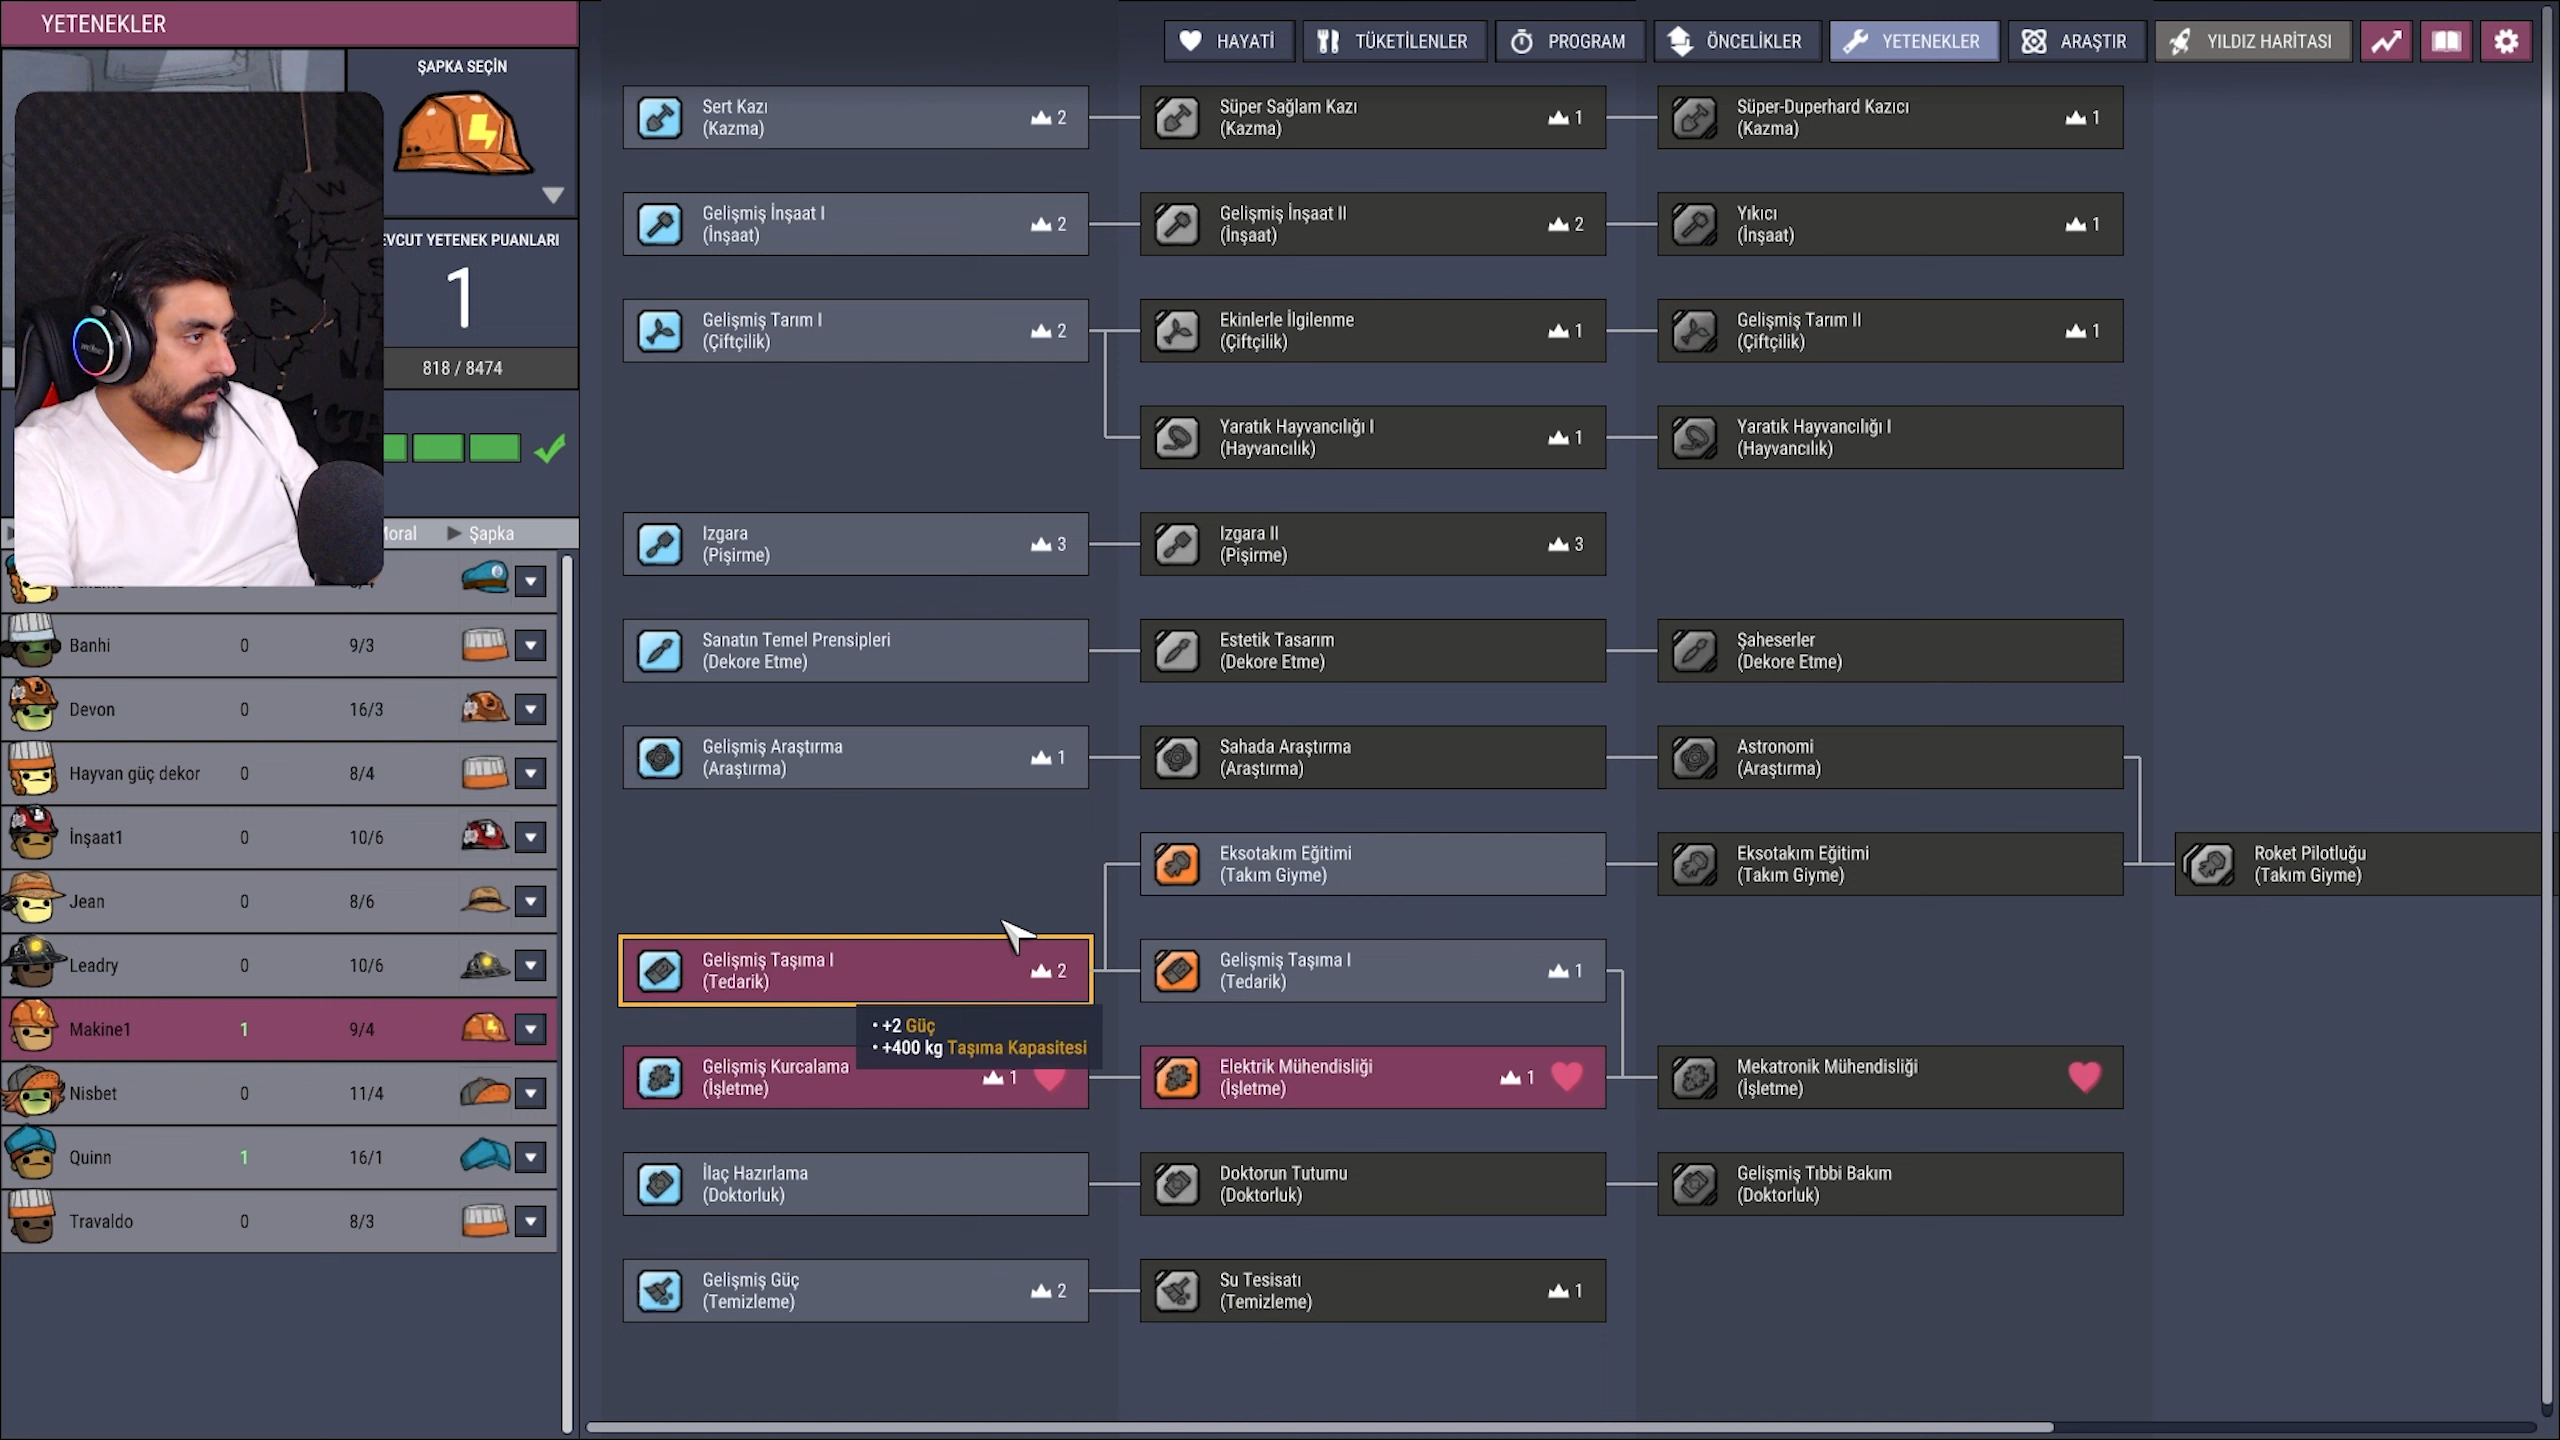 YETENEKLER
HAYATİ
TÜKETİLENLER
PROGRAM
ÖNCELİKLER
YETENEKLER
ARAŞTIR
YILDIZ HARİTASI
ŞAPKA SEÇİN
EVCUT YETENEK PUANLARI
1
818 / 8474
Moral
Şapka
Banhi 0 9/3
Devon 0 16/3
Hayvan güç dekor 0 8/4
İnşaat1 0 10/6
Jean 0 8/6
Leadry 0 10/6
Makine1 1 9/4
Nisbet 0 11/4
Quinn 1 16/1
Travaldo 0 8/3
Sert Kazı 2
(Kazma)
Süper Sağlam Kazı 1
(Kazma)
Süper-Duperhard Kazıcı 1
(Kazma)
Gelişmiş İnşaat I 2
(İnşaat)
Gelişmiş İnşaat II 2
(İnşaat)
Yıkıcı 1
(İnşaat)
Gelişmiş Tarım I 2
(Çiftçilik)
Ekinlerle İlgilenme 1
(Çiftçilik)
Gelişmiş Tarım II 1
(Çiftçilik)
Yaratık Hayvancılığı I 1
(Hayvancılık)
Yaratık Hayvancılığı I
(Hayvancılık)
Izgara 3
(Pişirme)
Izgara II 3
(Pişirme)
Sanatın Temel Prensipleri
(Dekore Etme)
Estetik Tasarım
(Dekore Etme)
Şaheserler
(Dekore Etme)
Gelişmiş Araştırma 1
(Araştırma)
Sahada Araştırma
(Araştırma)
Astronomi
(Araştırma)
Eksotakım Eğitimi
(Takım Giyme)
Eksotakım Eğitimi
(Takım Giyme)
Roket Pilotluğu
(Takım Giyme)
Gelişmiş Taşıma I 2
(Tedarik)
Gelişmiş Taşıma I 1
(Tedarik)
• +2 Güç
• +400 kg Taşıma Kapasitesi
Gelişmiş Kurcalama 1
(İşletme)
Elektrik Mühendisliği 1
(İşletme)
Mekatronik Mühendisliği
(İşletme)
İlaç Hazırlama
(Doktorluk)
Doktorun Tutumu
(Doktorluk)
Gelişmiş Tıbbi Bakım
(Doktorluk)
Gelişmiş Güç 2
(Temizleme)
Su Tesisatı 1
(Temizleme)